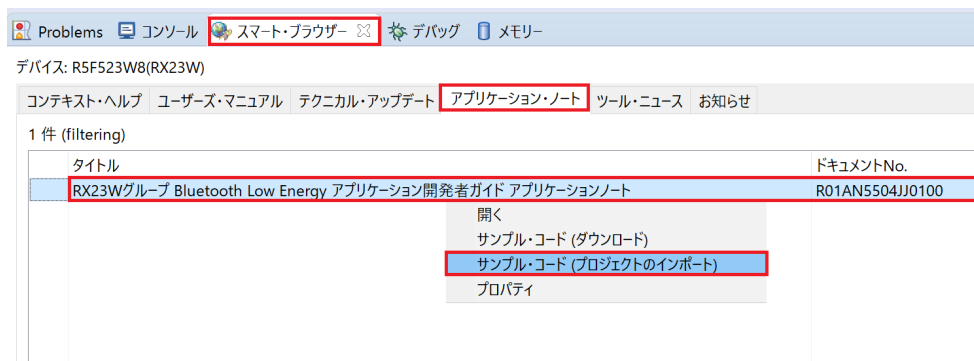 Problems コンソール スマート・ブラウザー デバッグ メモリー
デバイス: R5F523W8(RX23W)
コンテキスト・ヘルプ ユーザーズ・マニュアル テクニカル・アップデート アプリケーション・ノート ツール・ニュース お知らせ
1 件 (filtering)
タイトル ドキュメントNo.
RX23Wグループ Bluetooth Low Energy アプリケーション開発者ガイド アプリケーションノート R01AN5504JJ0100
開く
サンプル・コード (ダウンロード)
サンプル・コード (プロジェクトのインポート)
プロパティ